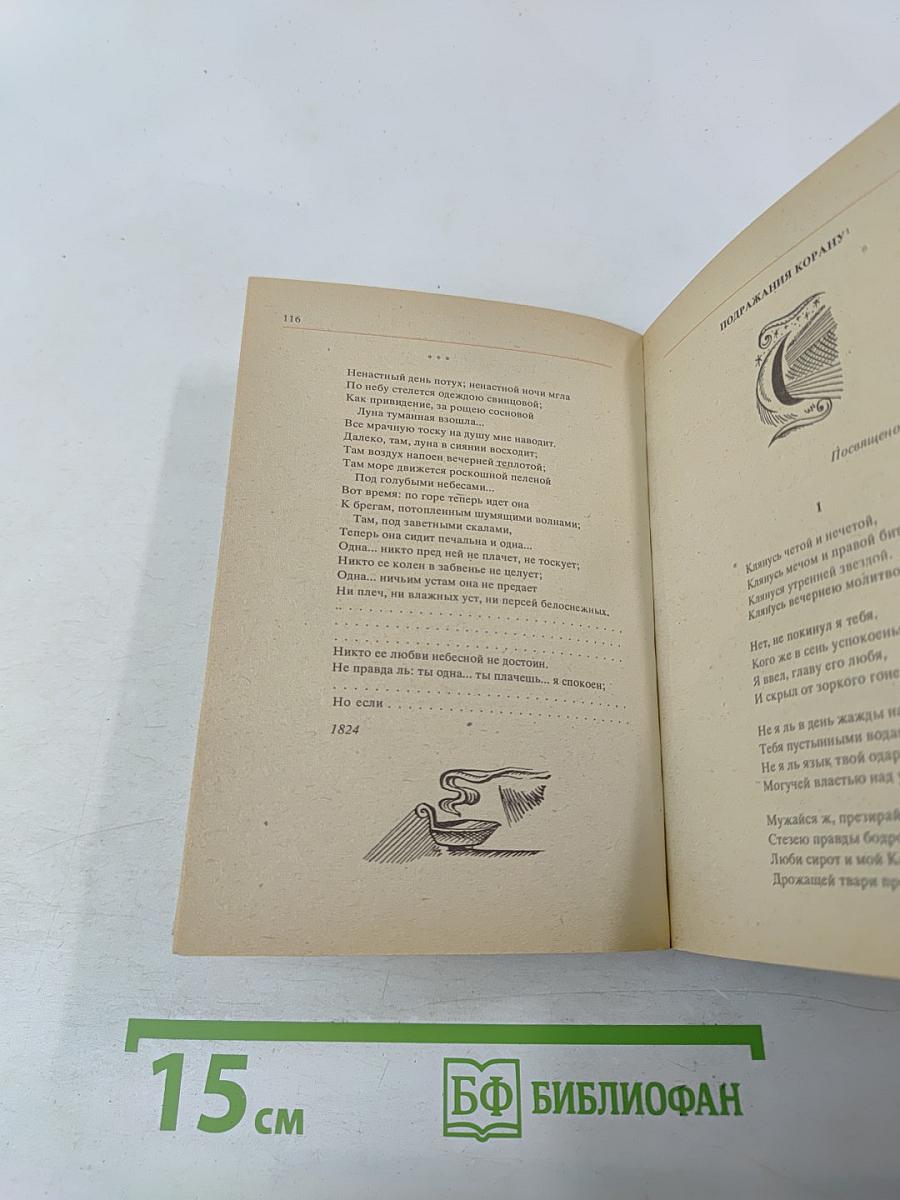 116
* * *
Ненастный день потух; ненастной ночи мгла
По небу стелется одеждою свинцовой;
Как привидение, за рощею сосновой
Луна туманная взошла...
Все мрачную тоску на душу мне наводит.
Далеко, там, луна в сиянии восходит;
Там воздух напоен вечерней теплотой;
Там море движется роскошной пеленой
Под голубыми небесами...
Вот время: по горе теперь идет она
К брегам, потопленным шумящими волнами;
Там, под заветными скалами,
Теперь она сидит печальна и одна...
Одна... никто пред ней не плачет, не тоскует;
Никто ее колен в забвенье не целует;
Одна... ничьим устам она не предает
Ни плеч, ни влажных уст, ни персей белоснежных.
. . . . . . . . . . . . . . . . . . . . . . . . . . . . . .
. . . . . . . . . . . . . . . . . . . . . . . . . . . . . .
. . . . . . . . . . . . . . . . . . . . . . . . . . . . . .
Никто ее любви небесной не достоин.
Не правда ль: ты одна... ты плачешь... я спокоен;
. . . . . . . . . . . . . . . . . . . . . . . . . . . . . .
Но если . . . . . . . . . . . . . . . . . . . . . . . . .
1824
ПОДРАЖАНИЯ КОРАНУ¹
Посвящено
I
Клянусь четой и нечетой,
Клянусь мечом и правой бит
Клянуся утренней звездой,
Клянусь вечернею молитво
Нет, не покинул я тебя,
Кого же в сень успокоень
Я ввел, главу его любя,
И скрыл от зоркого гоне
Не я ль в день жажды на
Тебя пустынными вода
Не я ль язык твой одар
Могучей властью над
Мужайся ж, презирай
Стезею правды бодр
Люби сирот и мой К
Дрожащей твари пр
15 см
БФ БИБЛИОФАН